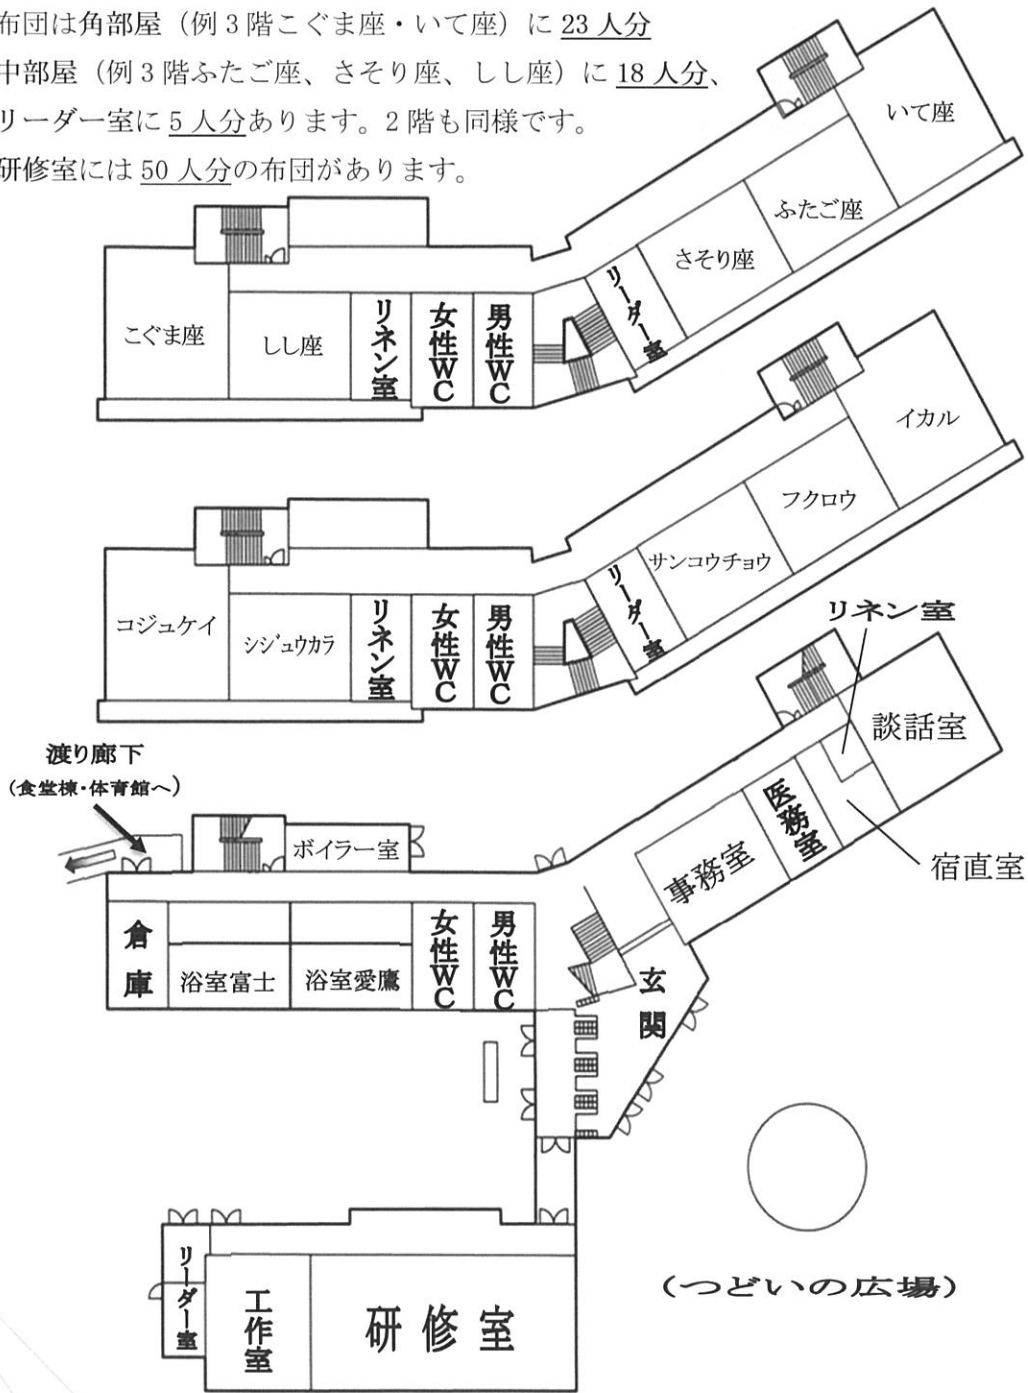 布団は角部屋（例3階こぐま座・いて座）に 23人分
中部屋（例3階ふたご座、さそり座、しし座）に 18人分、
リーダー室に 5人分あります。2階も同様です。
研修室には 50人分の布団があります。
いて座
ふたご座
さそり座
リーダー室
こぐま座
しし座
リネン室
女性WC
男性WC
イカル
フクロウ
サンコウチョウ
リーダー室
コジュケイ
シジュウカラ
リネン室
女性WC
男性WC
リネン室
談話室
医務室
事務室
宿直室
渡り廊下
（食堂棟・体育館へ）
ボイラー室
倉庫
浴室富士
浴室愛鷹
女性WC
男性WC
玄関
リーダー室
工作室
研修室
（つどいの広場）